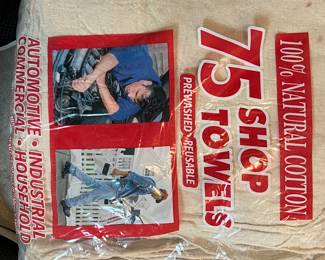 100% NATURAL COTTON
75 SHOP
TOWELS
PREWASHED · REUSABLE
AUTOMOTIVE • INDUSTRIAL
COMMERCIAL • HOUSEHOLD